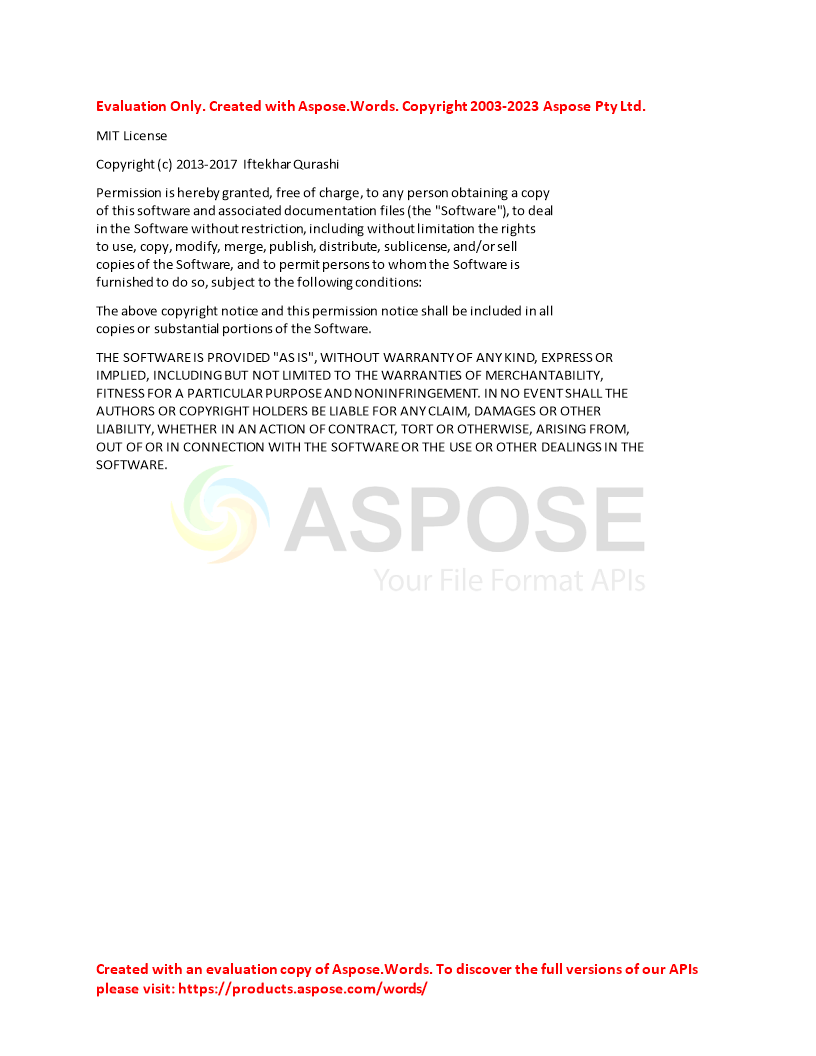 Evaluation Only. Created with Aspose.Words. Copyright 2003-2023 Aspose Pty Ltd.
MIT License
Copyright (c) 2013-2017 Iftekhar Qurashi
Permission is hereby granted, free of charge, to any person obtaining a copy
of this software and associated documentation files (the "Software"), to deal
in the Software without restriction, including without limitation the rights
to use, copy, modify, merge, publish, distribute, sublicense, and/or sell
copies of the Software, and to permit persons to whom the Software is
furnished to do so, subject to the following conditions:
The above copyright notice and this permission notice shall be included in all
copies or substantial portions of the Software.
THE SOFTWARE IS PROVIDED "AS IS", WITHOUT WARRANTY OF ANY KIND, EXPRESS OR
IMPLIED, INCLUDING BUT NOT LIMITED TO THE WARRANTIES OF MERCHANTABILITY,
FITNESS FOR A PARTICULAR PURPOSE AND NONINFRINGEMENT. IN NO EVENT SHALL THE
AUTHORS OR COPYRIGHT HOLDERS BE LIABLE FOR ANY CLAIM, DAMAGES OR OTHER
LIABILITY, WHETHER IN AN ACTION OF CONTRACT, TORT OR OTHERWISE, ARISING FROM,
OUT OF OR IN CONNECTION WITH THE SOFTWARE OR THE USE OR OTHER DEALINGS IN THE
SOFTWARE.
ASPOSE
Your File Format APIs
Created with an evaluation copy of Aspose.Words. To discover the full versions of our APIs
please visit: https://products.aspose.com/words/